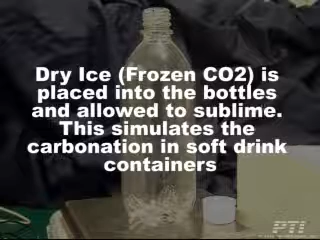 Dry Ice (Frozen CO2) is
placed into the bottles
and allowed to sublime.
This simulates the
carbonation in soft drink
containers
PTI